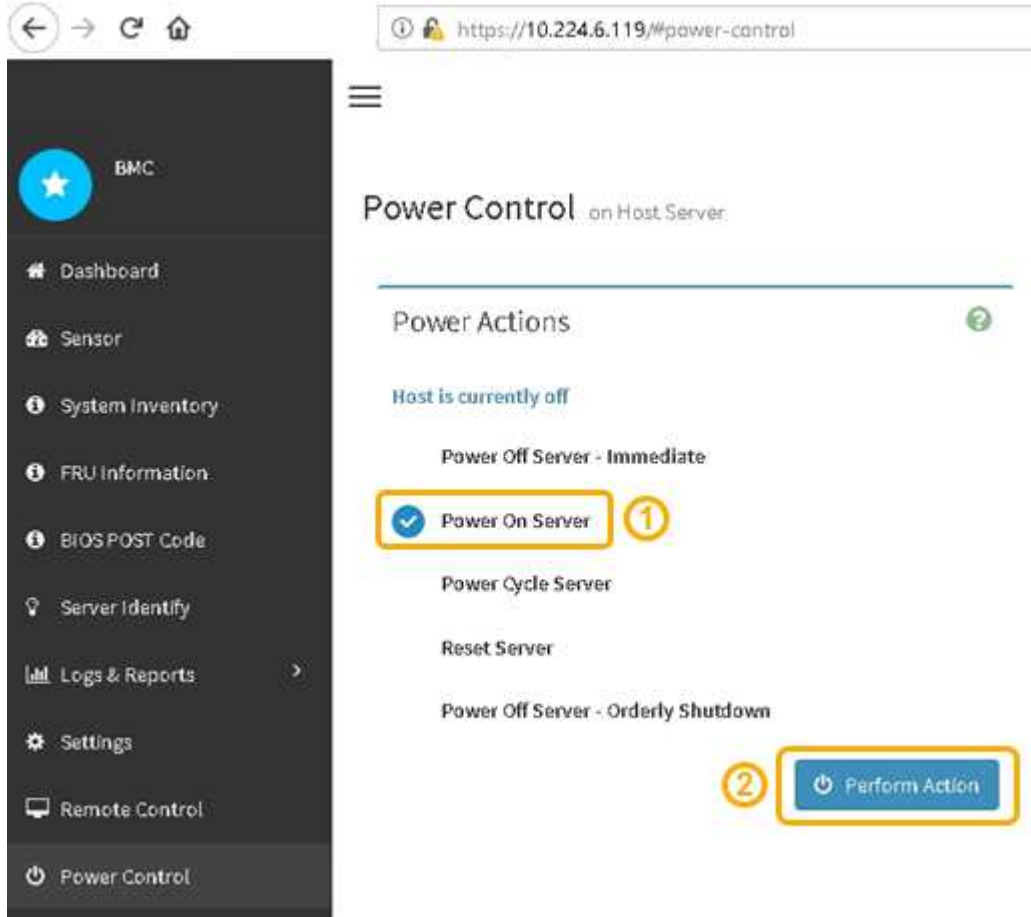 https://10.224.6.119/#power-control
BMC
Power Control on Host Server
Dashboard
Power Actions
Sensor
Host is currently off
System Inventory
Power Off Server - Immediate
FRU Information
Power On Server 1
BIOS POST Code
Power Cycle Server
Server Identify
Reset Server
Logs & Reports
Power Off Server - Orderly Shutdown
Settings
2 Perform Action
Remote Control
Power Control